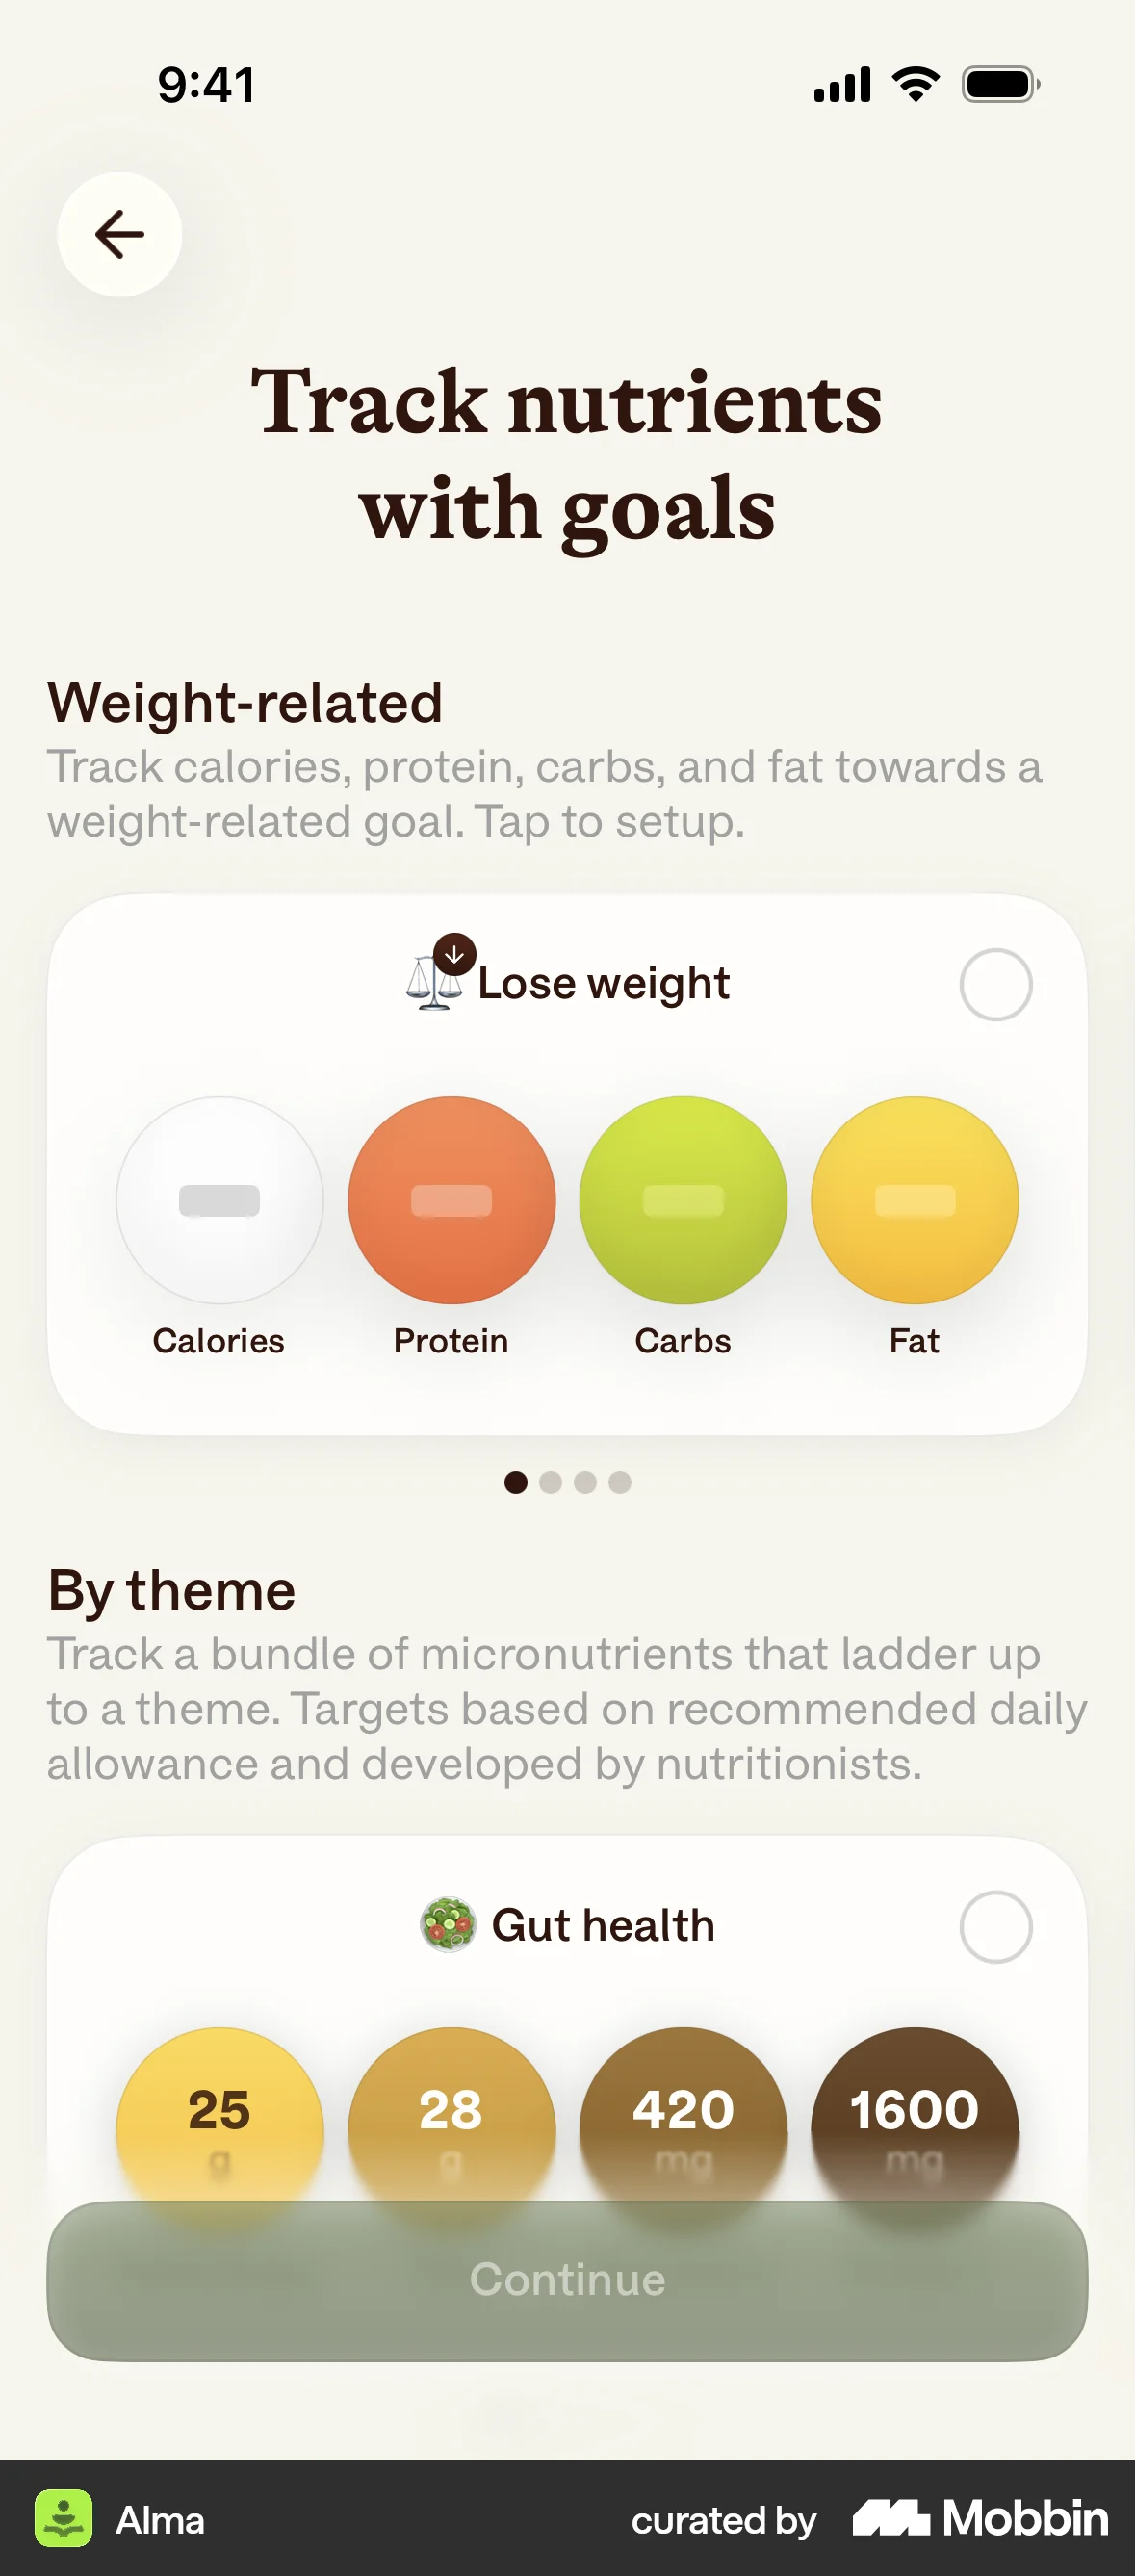 9:41
Track nutrients
with goals
Weight-related
Track calories, protein, carbs, and fat towards a
weight-related goal. Tap to setup.
Lose weight
Calories Protein Carbs Fat
By theme
Track a bundle of micronutrients that ladder up
to a theme. Targets based on recommended daily
allowance and developed by nutritionists.
Gut health
25 28 420 1600
g g mg mg
Continue
Alma curated by Mobbin